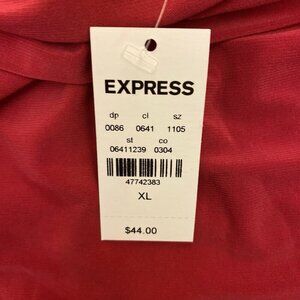 EXPRESS
dp cl sz
0086 0641 1105
st co
06411239 0304
47742383
XL
$44.00